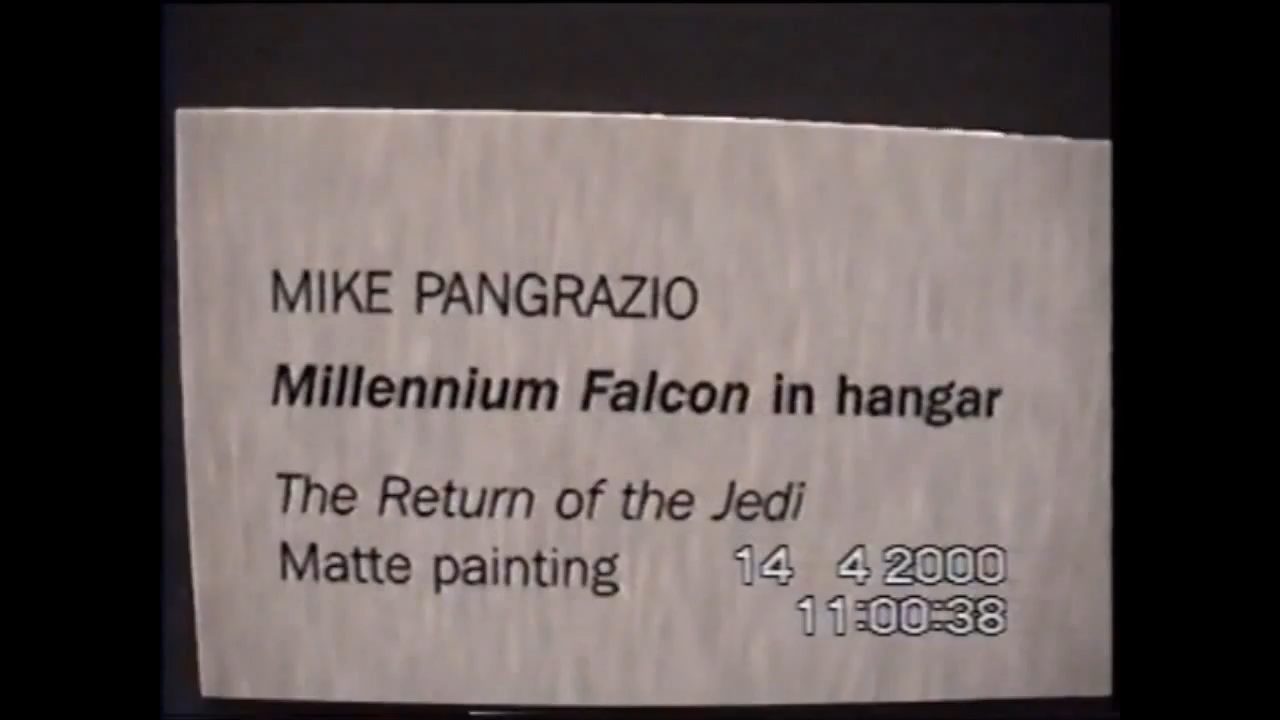 MIKE PANGRAZIO
Millennium Falcon in hangar
The Return of the Jedi
Matte painting
14 4 2000
11:00:38